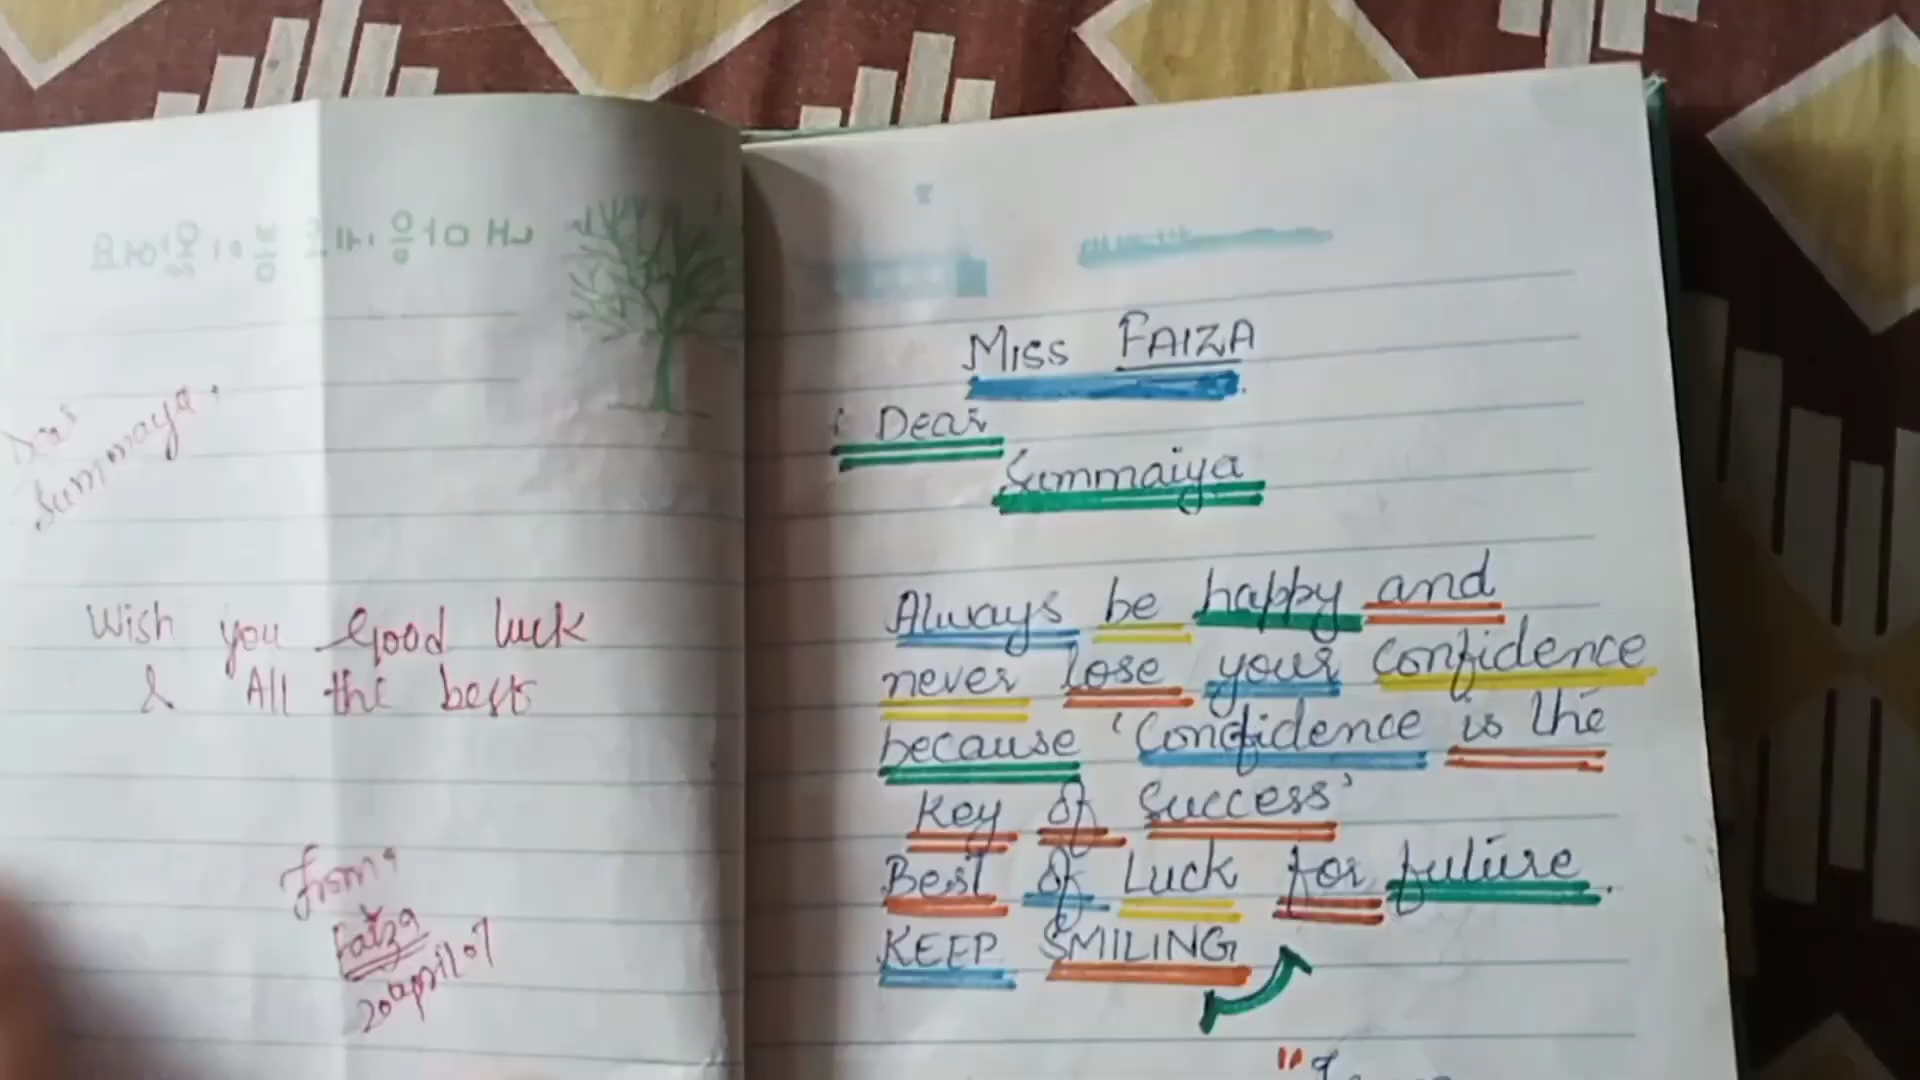 Dear
Summaya.
Wish you Good luck
& All the best
from
Faiza
20 april 07
Miss FAIZA
Dear
Summaiya
Always be happy and
never lose your confidence
because 'Confidence is the
key of success'
Best of Luck for future.
KEEP SMILING